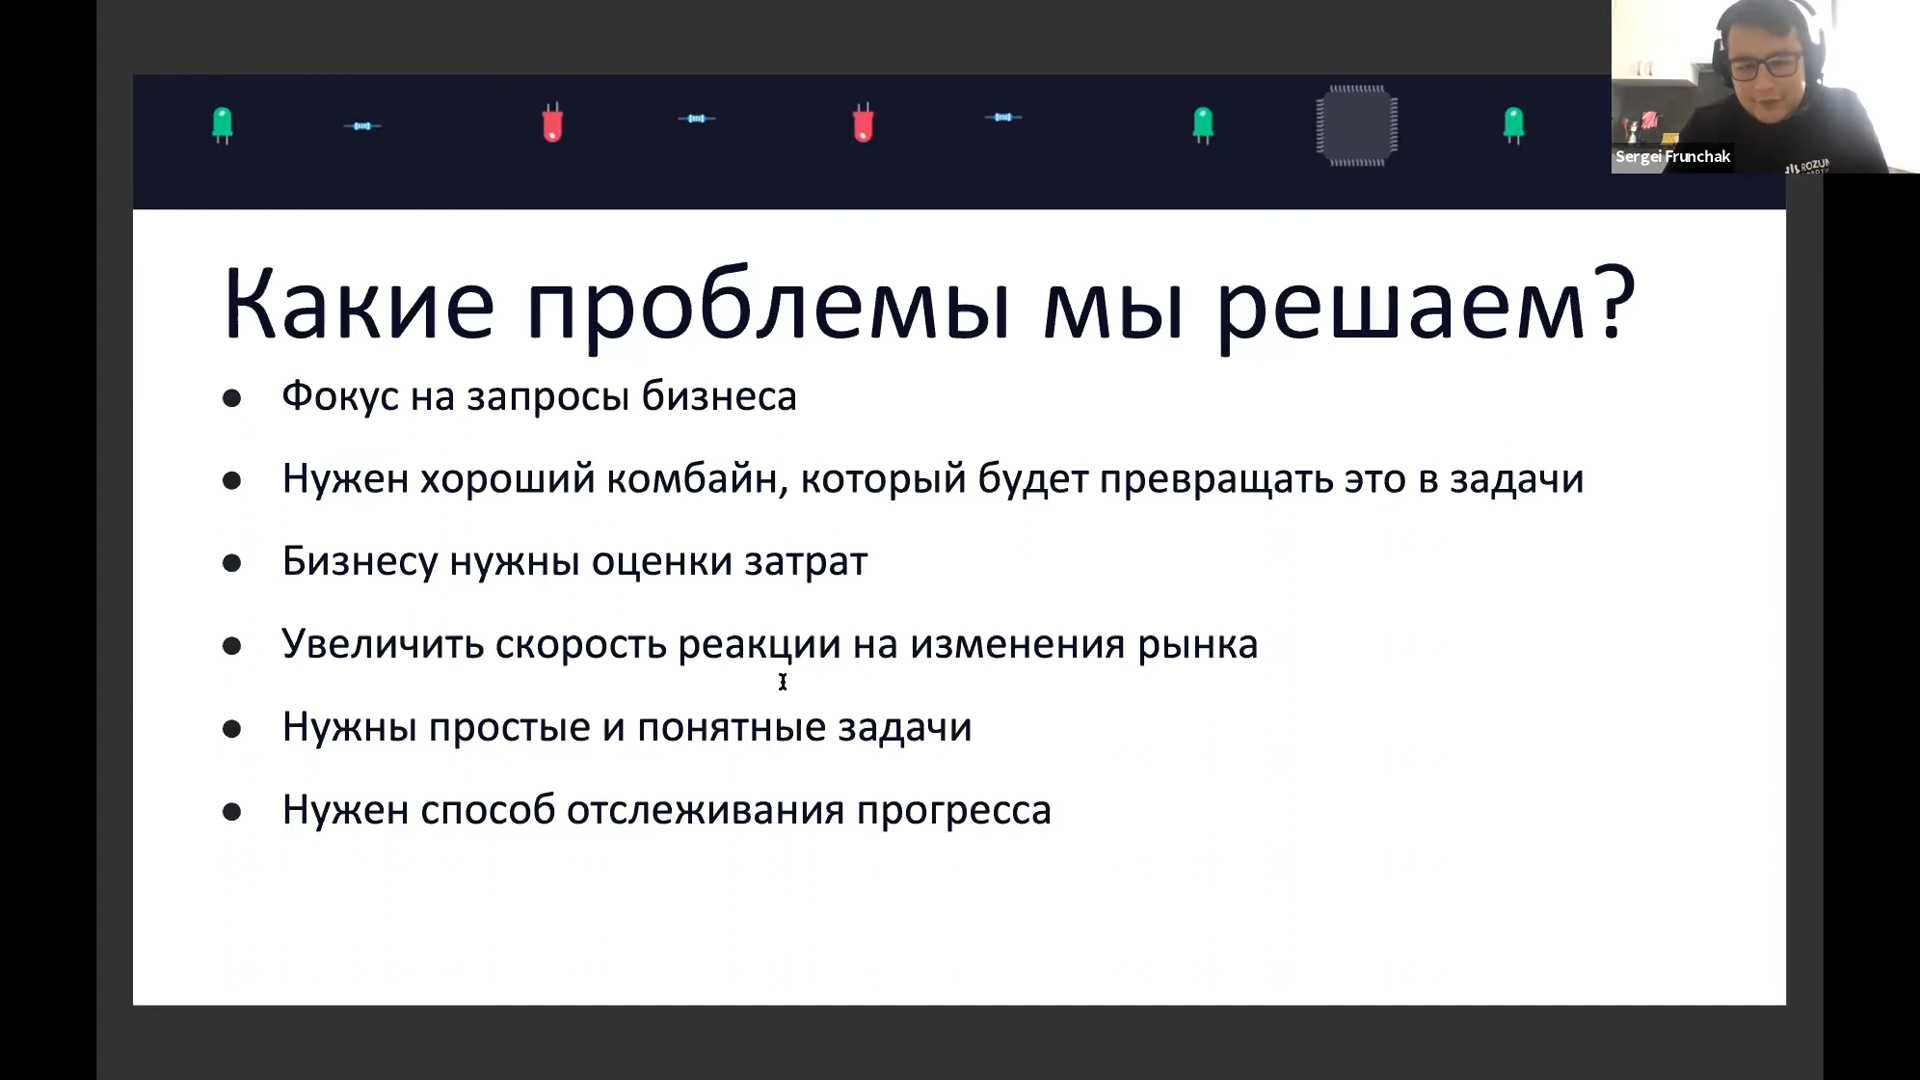 Sergei Frunchak
Какие проблемы мы решаем?
Фокус на запросы бизнеса
Нужен хороший комбайн, который будет превращать это в задачи
Бизнесу нужны оценки затрат
Увеличить скорость реакции на изменения рынка
Нужны простые и понятные задачи
Нужен способ отслеживания прогресса